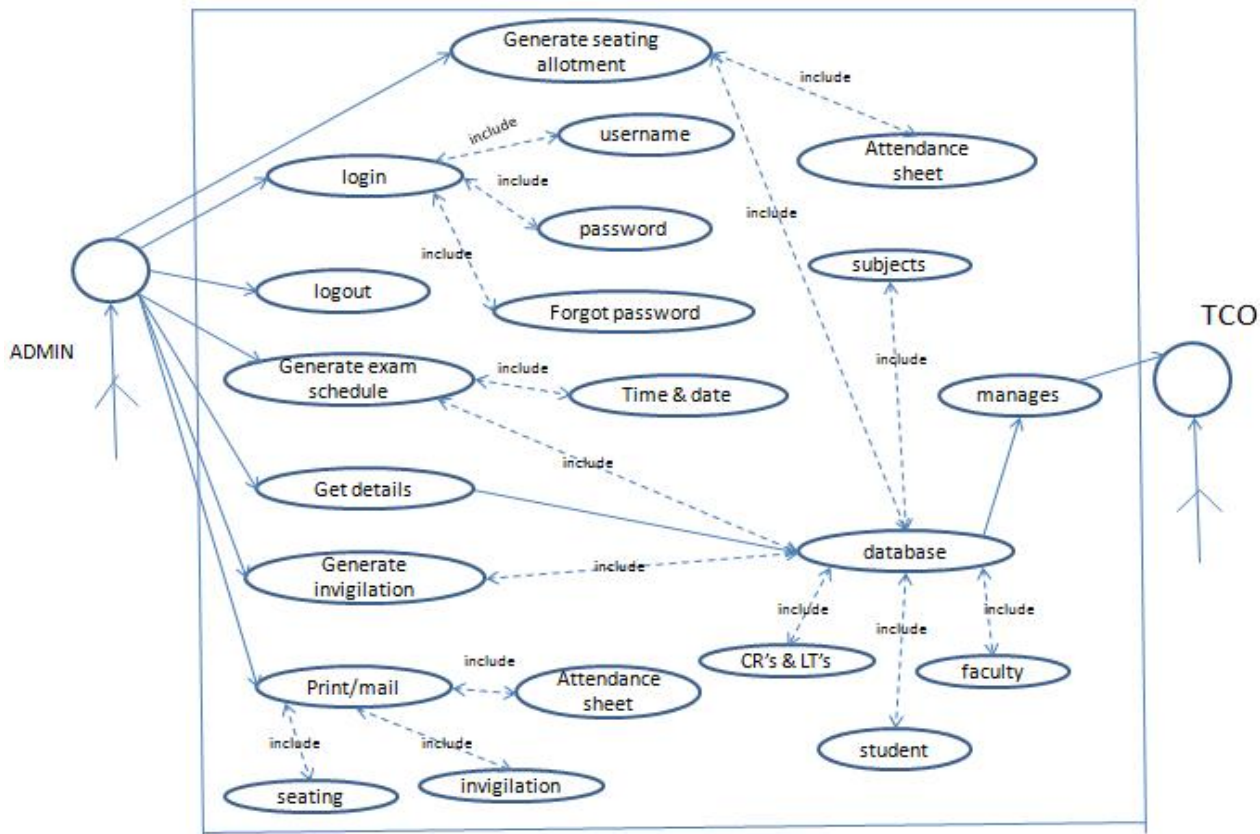 Generate seating
allotment
include
include
username
Attendance
sheet
login
include
include
password
include
subjects
logout
Forgot password
TCO
ADMIN
Generate exam
schedule
include
Time & date
include
manages
include
Get details
database
Generate
invigilation
include
include
include
include
CR's & LT's
faculty
Print/mail
include
Attendance
sheet
include
include
student
seating
invigilation